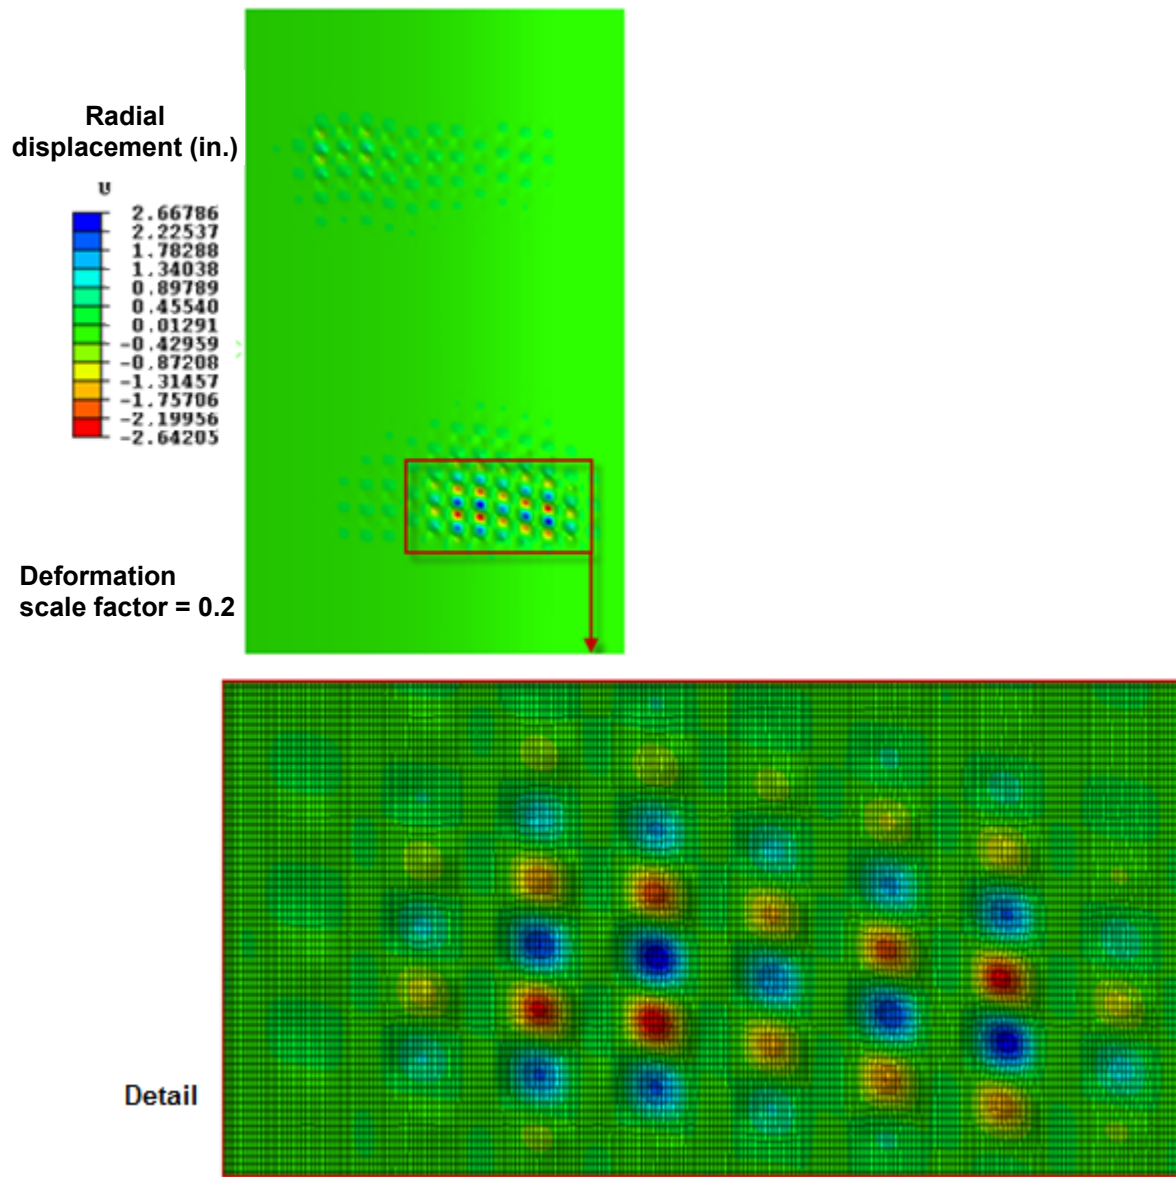 Radial
displacement (in.)
U
2.66786
2.22537
1.78288
1.34038
0.89789
0.45540
0.01291
-0.42959
-0.87208
-1.31457
-1.75706
-2.19956
-2.64205
Deformation
scale factor = 0.2
Detail